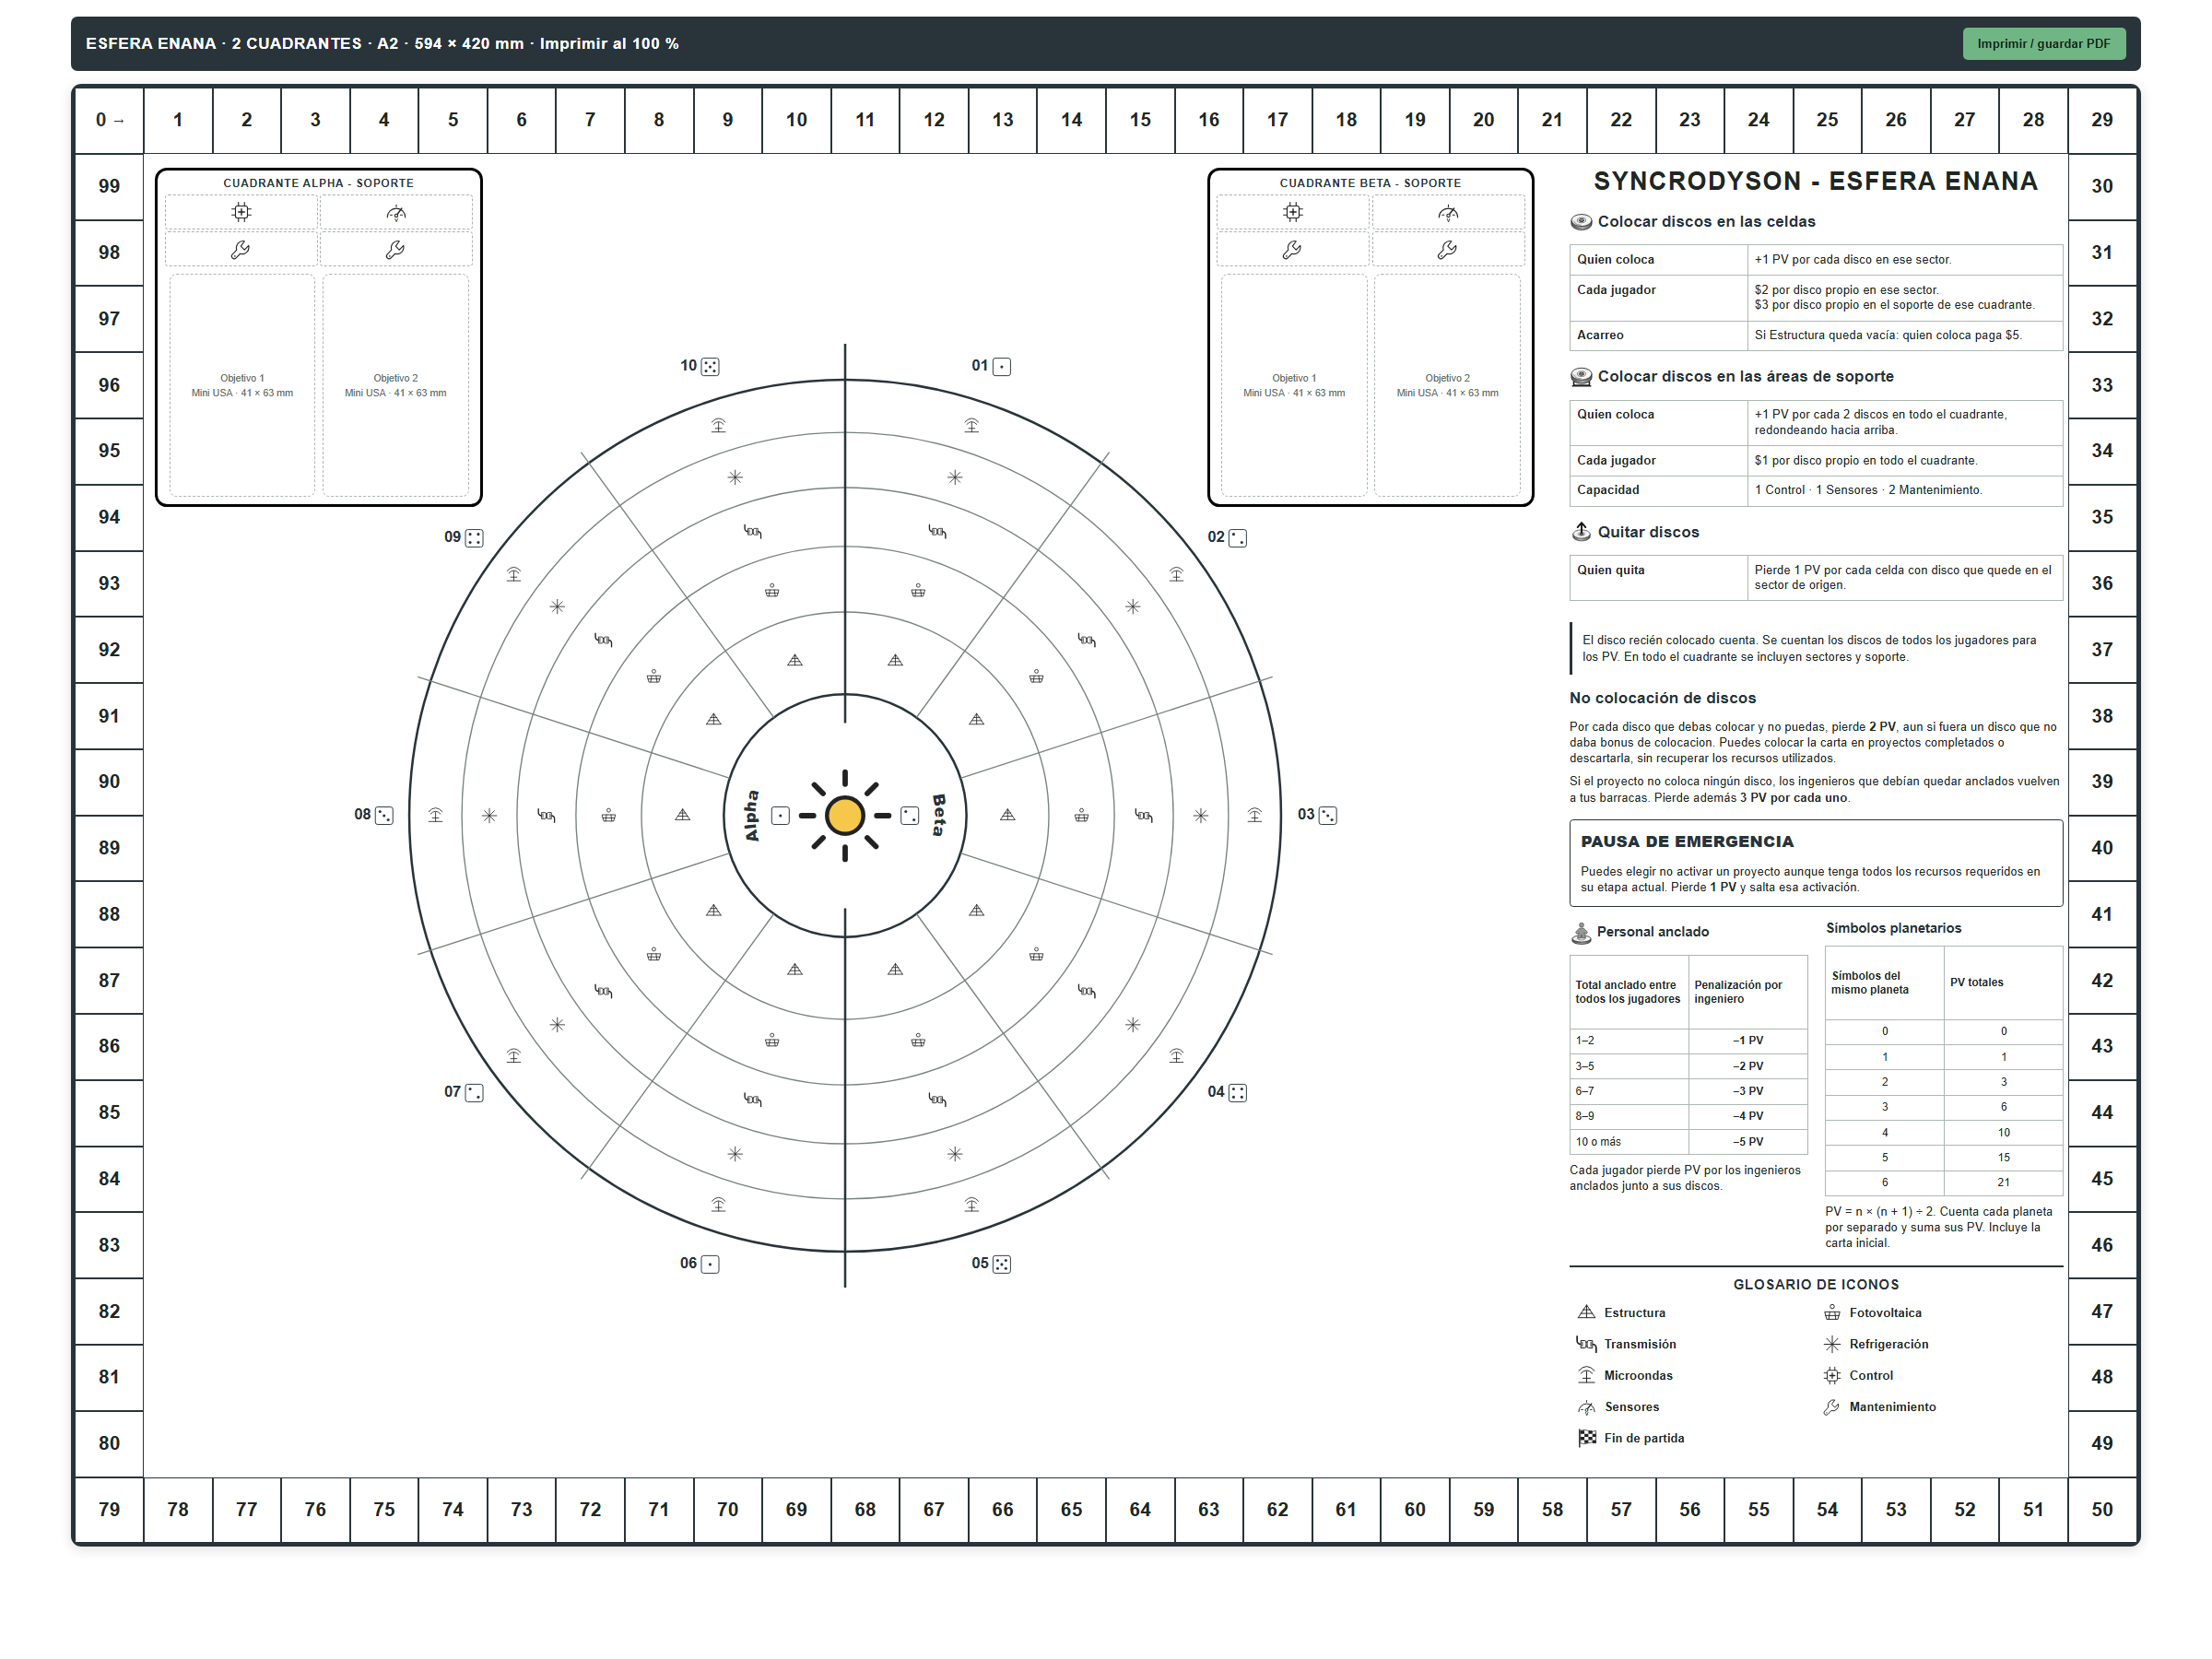 ESFERA ENANA · 2 CUADRANTES · A2 · 594 × 420 mm · Imprimir al 100 %
Imprimir / guardar PDF
0 → 1 2 3 4 5 6 7 8 9 10 11 12 13 14 15 16 17 18 19 20 21 22 23 24 25 26 27 28 29
99
98
97
96
95
94
93
92
91
90
89
88
87
86
85
84
83
82
81
80
CUADRANTE ALPHA - SOPORTE
Objetivo 1
Mini USA · 41 × 63 mm
Objetivo 2
Mini USA · 41 × 63 mm
CUADRANTE BETA - SOPORTE
Objetivo 1
Mini USA · 41 × 63 mm
Objetivo 2
Mini USA · 41 × 63 mm
10
01
09
02
08
Alpha
Beta
03
07
04
06
05
SYNCRODYSON - ESFERA ENANA
Colocar discos en las celdas
Quien coloca
+1 PV por cada disco en ese sector.
Cada jugador
$2 por disco propio en ese sector.
$3 por disco propio en el soporte de ese cuadrante.
Acarreo
Si Estructura queda vacía: quien coloca paga $5.
Colocar discos en las áreas de soporte
Quien coloca
+1 PV por cada 2 discos en todo el cuadrante,
redondeando hacia arriba.
Cada jugador
$1 por disco propio en todo el cuadrante.
Capacidad
1 Control · 1 Sensores · 2 Mantenimiento.
Quitar discos
Quien quita
Pierde 1 PV por cada celda con disco que quede en el
sector de origen.
El disco recién colocado cuenta. Se cuentan los discos de todos los jugadores para
los PV. En todo el cuadrante se incluyen sectores y soporte.
No colocación de discos
Por cada disco que debas colocar y no puedas, pierde 2 PV, aun si fuera un disco que no
daba bonus de colocacion. Puedes colocar la carta en proyectos completados o
descartarla, sin recuperar los recursos utilizados.
Si el proyecto no coloca ningún disco, los ingenieros que debían quedar anclados vuelven
a tus barracas. Pierde además 3 PV por cada uno.
PAUSA DE EMERGENCIA
Puedes elegir no activar un proyecto aunque tenga todos los recursos requeridos en
su etapa actual. Pierde 1 PV y salta esa activación.
Personal anclado
Total anclado entre
todos los jugadores
Penalización por
ingeniero
1–2 –1 PV
3–5 –2 PV
6–7 –3 PV
8–9 –4 PV
10 o más –5 PV
Cada jugador pierde PV por los ingenieros
anclados junto a sus discos.
Símbolos planetarios
Símbolos del
mismo planeta
PV totales
0 0
1 1
2 3
3 6
4 10
5 15
6 21
PV = n × (n + 1) ÷ 2. Cuenta cada planeta
por separado y suma sus PV. Incluye la
carta inicial.
GLOSARIO DE ICONOS
Estructura
Fotovoltaica
Transmisión
Refrigeración
Microondas
Control
Sensores
Mantenimiento
Fin de partida
30
31
32
33
34
35
36
37
38
39
40
41
42
43
44
45
46
47
48
49
79 78 77 76 75 74 73 72 71 70 69 68 67 66 65 64 63 62 61 60 59 58 57 56 55 54 53 52 51 50